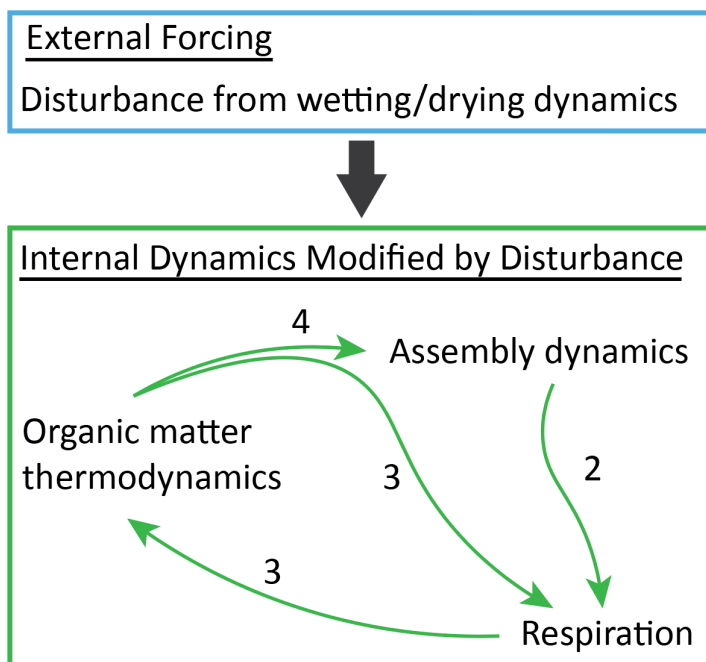 External Forcing
Disturbance from wetting/drying dynamics
Internal Dynamics Modified by Disturbance
4
Assembly dynamics
Organic matter
thermodynamics
3
2
3
Respiration